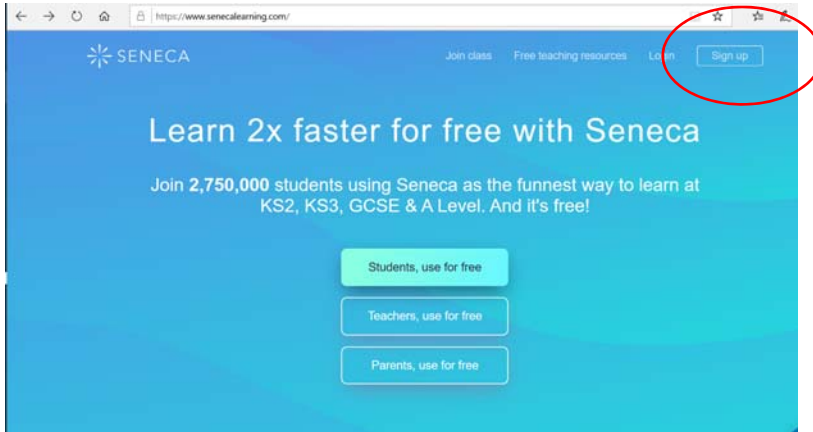 https://www.senecalearning.com/
SENECA
Join class Free teaching resources Login Sign up
Learn 2x faster for free with Seneca
Join 2,750,000 students using Seneca as the funnest way to learn at
KS2, KS3, GCSE & A Level. And it's free!
Students, use for free
Teachers, use for free
Parents, use for free